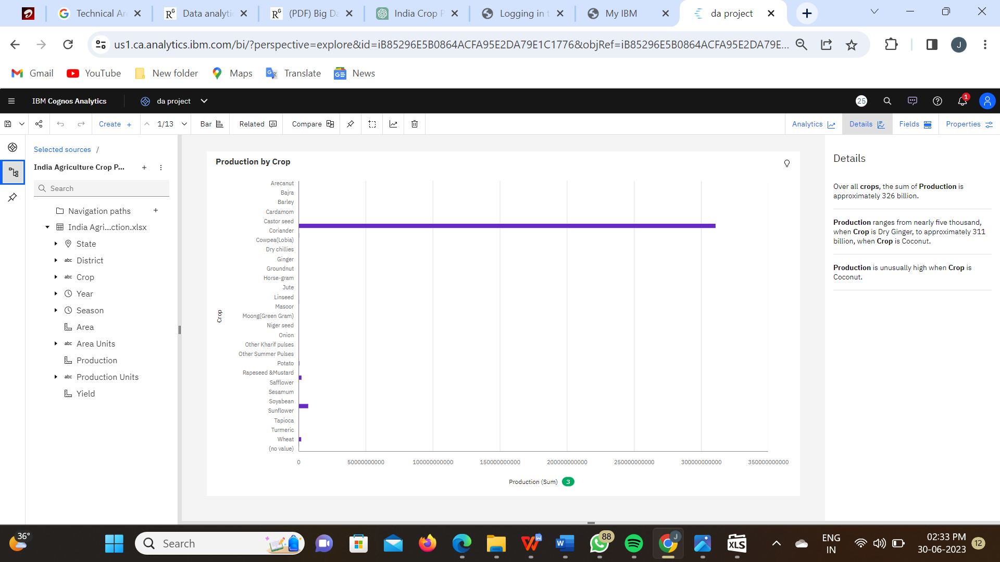 Technical Ar
Data analytic
(PDF) Big Da
India Crop P
Logging in t
My IBM
da project
us1.ca.analytics.ibm.com/bi/?perspective=explore&id=iB85296E5B0864ACFA95E2DA79E1C1776&objRef=iB85296E5B0864ACFA95E2DA79E...
J
Gmail
YouTube
New folder
Maps
Translate
News
IBM Cognos Analytics
da project
25
1
Create +
1/13
Bar
Related
Compare
Analytics
Details
Fields
Properties
Selected sources /
India Agriculture Crop P...
Search
Navigation paths
India Agri...ction.xlsx
State
abc District
abc Crop
Year
Season
Area
abc Area Units
Production
abc Production Units
Yield
Production by Crop
Crop
Arecanut
Bajra
Barley
Cardamom
Castor seed
Coriander
Cowpea(Lobia)
Dry chillies
Ginger
Groundnut
Horse-gram
Jute
Linseed
Masoor
Moong(Green Gram)
Niger seed
Onion
Other Kharif pulses
Other Summer Pulses
Potato
Rapeseed &Mustard
Safflower
Sesamum
Soyabean
Sunflower
Tapioca
Turmeric
Wheat
(no value)
0 50000000000 100000000000 150000000000 200000000000 250000000000 300000000000 350000000000
Production (Sum) 3
Details
Over all crops, the sum of Production is
approximately 326 billion.
Production ranges from nearly five thousand,
when Crop is Dry Ginger, to approximately 311
billion, when Crop is Coconut.
Production is unusually high when Crop is
Coconut.
36°
Search
88
J
XLS
ENG
IN
02:33 PM
30-06-2023
12